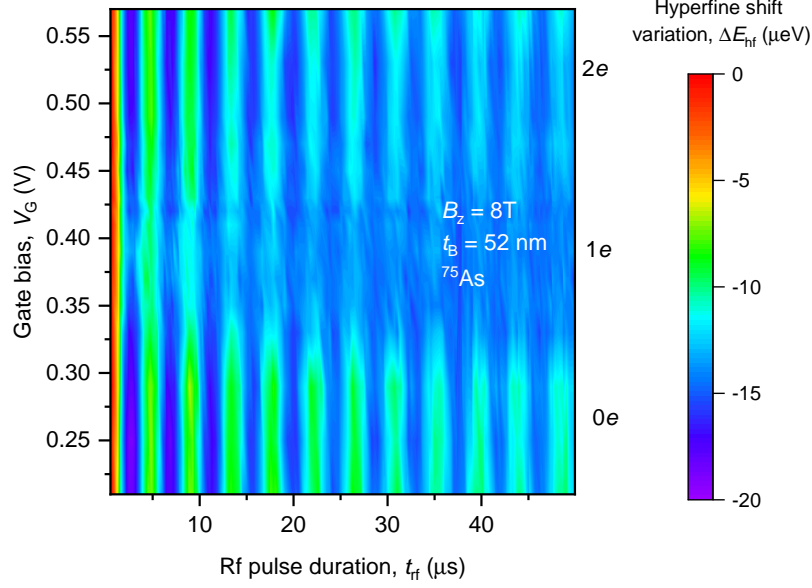 Hyperfine shift
variation, ΔE_hf (μeV)
0
-5
-10
-15
-20
0.55
0.50
0.45
0.40
0.35
0.30
0.25
Gate bias, V_G (V)
2e
1e
0e
B_z = 8T
t_B = 52 nm
⁷⁵As
10
20
30
40
Rf pulse duration, t_rf (μs)